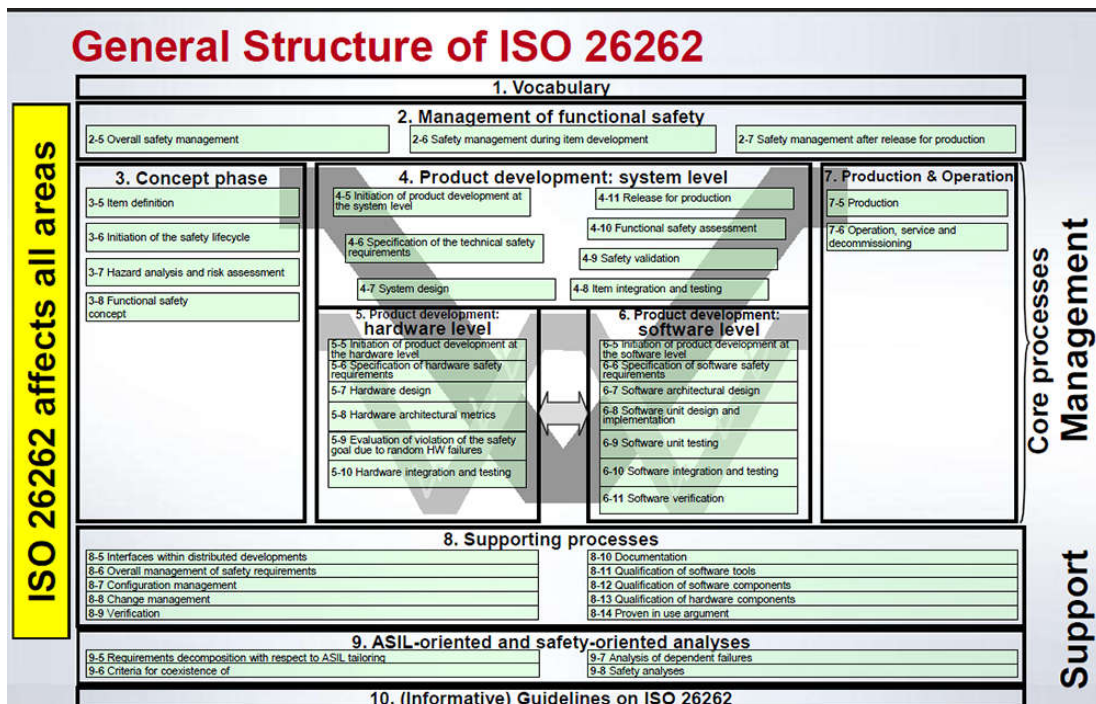 General Structure of ISO 26262
ISO 26262 affects all areas
1. Vocabulary
2. Management of functional safety
2-5 Overall safety management
2-6 Safety management during item development
2-7 Safety management after release for production
3. Concept phase
3-5 Item definition
3-6 Initiation of the safety lifecycle
3-7 Hazard analysis and risk assessment
3-8 Functional safety
concept
4. Product development: system level
4-5 Initiation of product development at
the system level
4-6 Specification of the technical safety
requirements
4-7 System design
4-11 Release for production
4-10 Functional safety assessment
4-9 Safety validation
4-8 Item integration and testing
7. Production & Operation
7-5 Production
7-6 Operation, service and
decommissioning
5. Product development:
hardware level
5-5 Initiation of product development at
the hardware level
5-6 Specification of hardware safety
requirements
5-7 Hardware design
5-8 Hardware architectural metrics
5-9 Evaluation of violation of the safety
goal due to random HW failures
5-10 Hardware integration and testing
6. Product development:
software level
6-5 Initiation of product development at
the software level
6-6 Specification of software safety
requirements
6-7 Software architectural design
6-8 Software unit design and
implementation
6-9 Software unit testing
6-10 Software integration and testing
6-11 Software verification
Core processes
Management
8. Supporting processes
8-5 Interfaces within distributed developments
8-6 Overall management of safety requirements
8-7 Configuration management
8-8 Change management
8-9 Verification
8-10 Documentation
8-11 Qualification of software tools
8-12 Qualification of software components
8-13 Qualification of hardware components
8-14 Proven in use argument
9. ASIL-oriented and safety-oriented analyses
9-5 Requirements decomposition with respect to ASIL tailoring
9-6 Criteria for coexistence of
9-7 Analysis of dependent failures
9-8 Safety analyses
Support
10. (Informative) Guidelines on ISO 26262